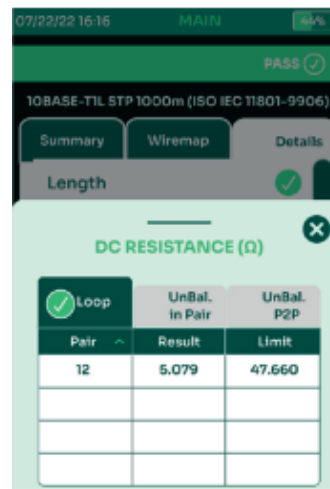 07/22/22 16:16 MAIN 44%
PASS
10BASE-T1L STP 1000m (ISO IEC 11801-9906)
Summary Wiremap Details
Length
DC RESISTANCE (Ω)
Loop UnBal. in Pair UnBal. P2P
Pair Result Limit
12 5.079 47.660